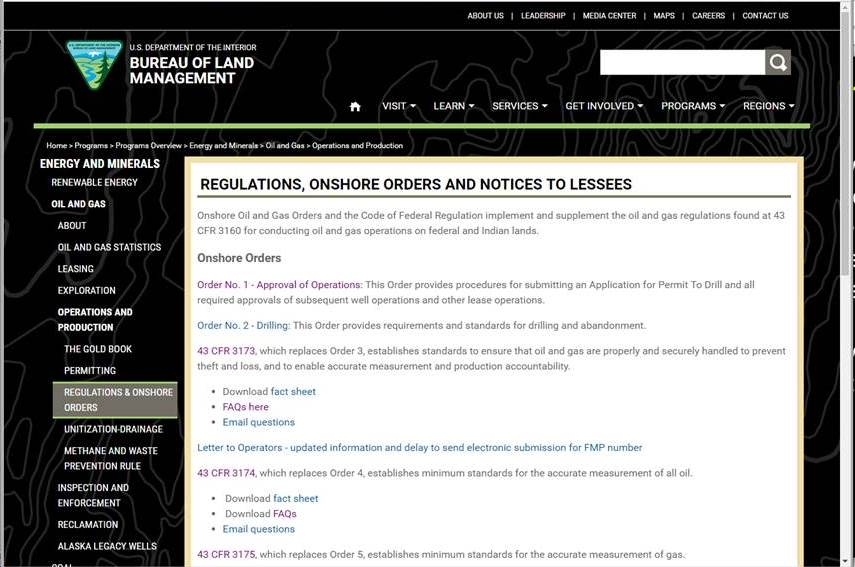 ABOUT US | LEADERSHIP | MEDIA CENTER | MAPS | CAREERS | CONTACT US
U.S. DEPARTMENT OF THE INTERIOR
BUREAU OF LAND
MANAGEMENT
VISIT LEARN SERVICES GET INVOLVED PROGRAMS REGIONS
Home > Programs > Programs Overview > Energy and Minerals > Oil and Gas > Operations and Production
ENERGY AND MINERALS
RENEWABLE ENERGY
OIL AND GAS
ABOUT
OIL AND GAS STATISTICS
LEASING
EXPLORATION
OPERATIONS AND
PRODUCTION
THE GOLD BOOK
PERMITTING
REGULATIONS & ONSHORE
ORDERS
UNITIZATION-DRAINAGE
METHANE AND WASTE
PREVENTION RULE
INSPECTION AND
ENFORCEMENT
RECLAMATION
ALASKA LEGACY WELLS
REGULATIONS, ONSHORE ORDERS AND NOTICES TO LESSEES
Onshore Oil and Gas Orders and the Code of Federal Regulation implement and supplement the oil and gas regulations found at 43
CFR 3160 for conducting oil and gas operations on federal and Indian lands.
Onshore Orders
Order No. 1 - Approval of Operations: This Order provides procedures for submitting an Application for Permit To Drill and all
required approvals of subsequent well operations and other lease operations.
Order No. 2 - Drilling: This Order provides requirements and standards for drilling and abandonment.
43 CFR 3173, which replaces Order 3, establishes standards to ensure that oil and gas are properly and securely handled to prevent
theft and loss, and to enable accurate measurement and production accountability.
• Download fact sheet
• FAQs here
• Email questions
Letter to Operators - updated information and delay to send electronic submission for FMP number
43 CFR 3174, which replaces Order 4, establishes minimum standards for the accurate measurement of all oil.
• Download fact sheet
• Download FAQs
• Email questions
43 CFR 3175, which replaces Order 5, establishes minimum standards for the accurate measurement of gas.